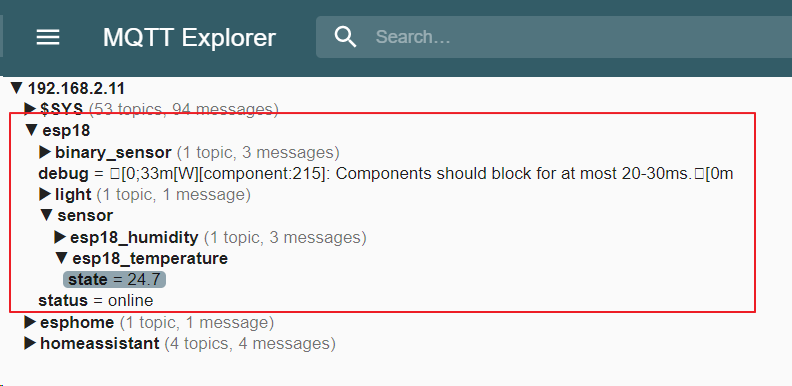 MQTT Explorer
Search...
▼ 192.168.2.11
▶ $SYS (53 topics, 94 messages)
▼ esp18
▶ binary_sensor (1 topic, 3 messages)
debug = □[0;33m[W][component:215]: Components should block for at most 20-30ms.□[0m
▶ light (1 topic, 1 message)
▼ sensor
▶ esp18_humidity (1 topic, 3 messages)
▼ esp18_temperature
state = 24.7
status = online
▶ esphome (1 topic, 1 message)
▶ homeassistant (4 topics, 4 messages)